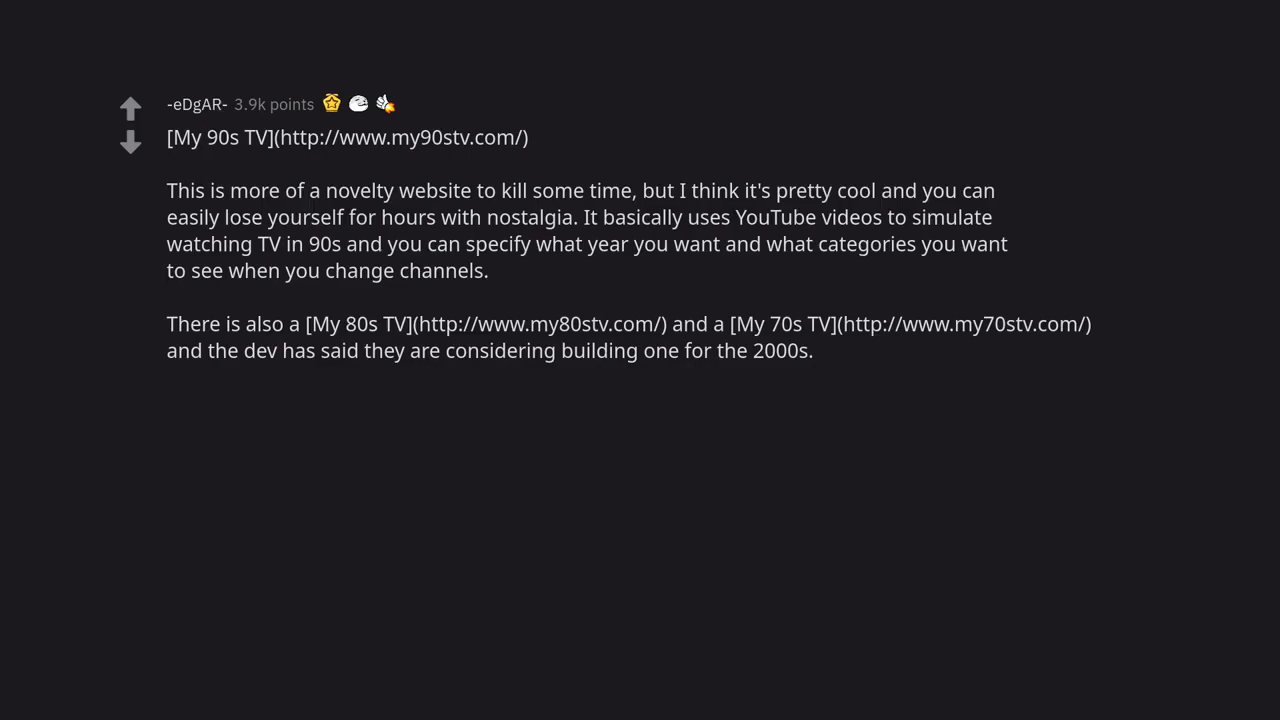 -eDgAR- 3.9k points
[My 90s TV](http://www.my90stv.com/)
This is more of a novelty website to kill some time, but I think it's pretty cool and you can
easily lose yourself for hours with nostalgia. It basically uses YouTube videos to simulate
watching TV in 90s and you can specify what year you want and what categories you want
to see when you change channels.
There is also a [My 80s TV](http://www.my80stv.com/) and a [My 70s TV](http://www.my70stv.com/)
and the dev has said they are considering building one for the 2000s.